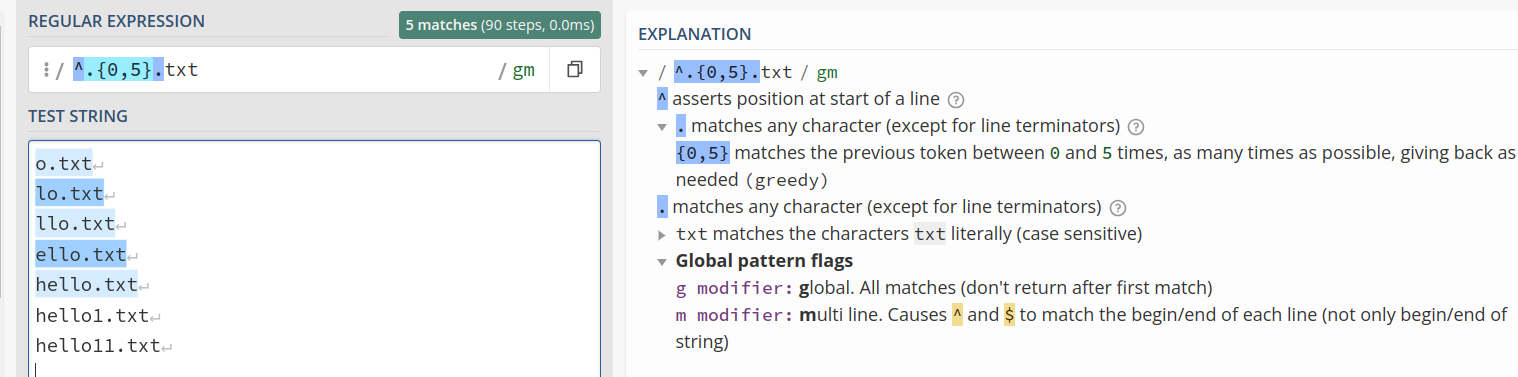 REGULAR EXPRESSION
5 matches (90 steps, 0.0ms)
/ ^.{0,5}.txt / gm
TEST STRING
o.txt↵
lo.txt↵
llo.txt↵
ello.txt↵
hello.txt↵
hello1.txt↵
hello11.txt↵
EXPLANATION
/ ^.{0,5}.txt / gm
^ asserts position at start of a line ?
. matches any character (except for line terminators) ?
{0,5} matches the previous token between 0 and 5 times, as many times as possible, giving back as
needed (greedy)
. matches any character (except for line terminators) ?
txt matches the characters txt literally (case sensitive)
Global pattern flags
g modifier: global. All matches (don't return after first match)
m modifier: multi line. Causes ^ and $ to match the begin/end of each line (not only begin/end of
string)